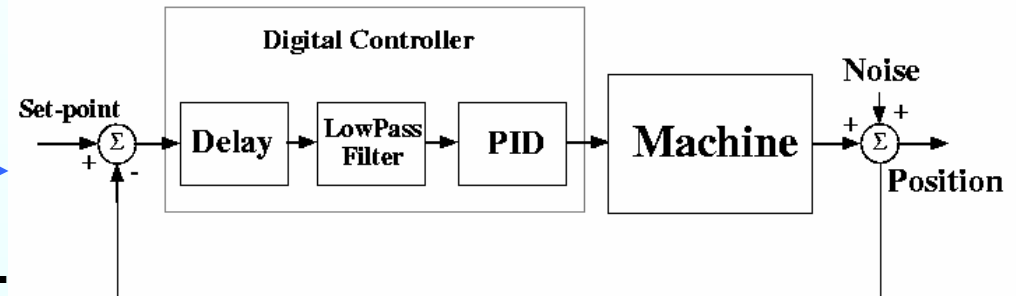 Digital Controller
Noise
Set-point
+
+
Σ
Delay
LowPass
Filter
PID
Machine
Σ
+
-
Position